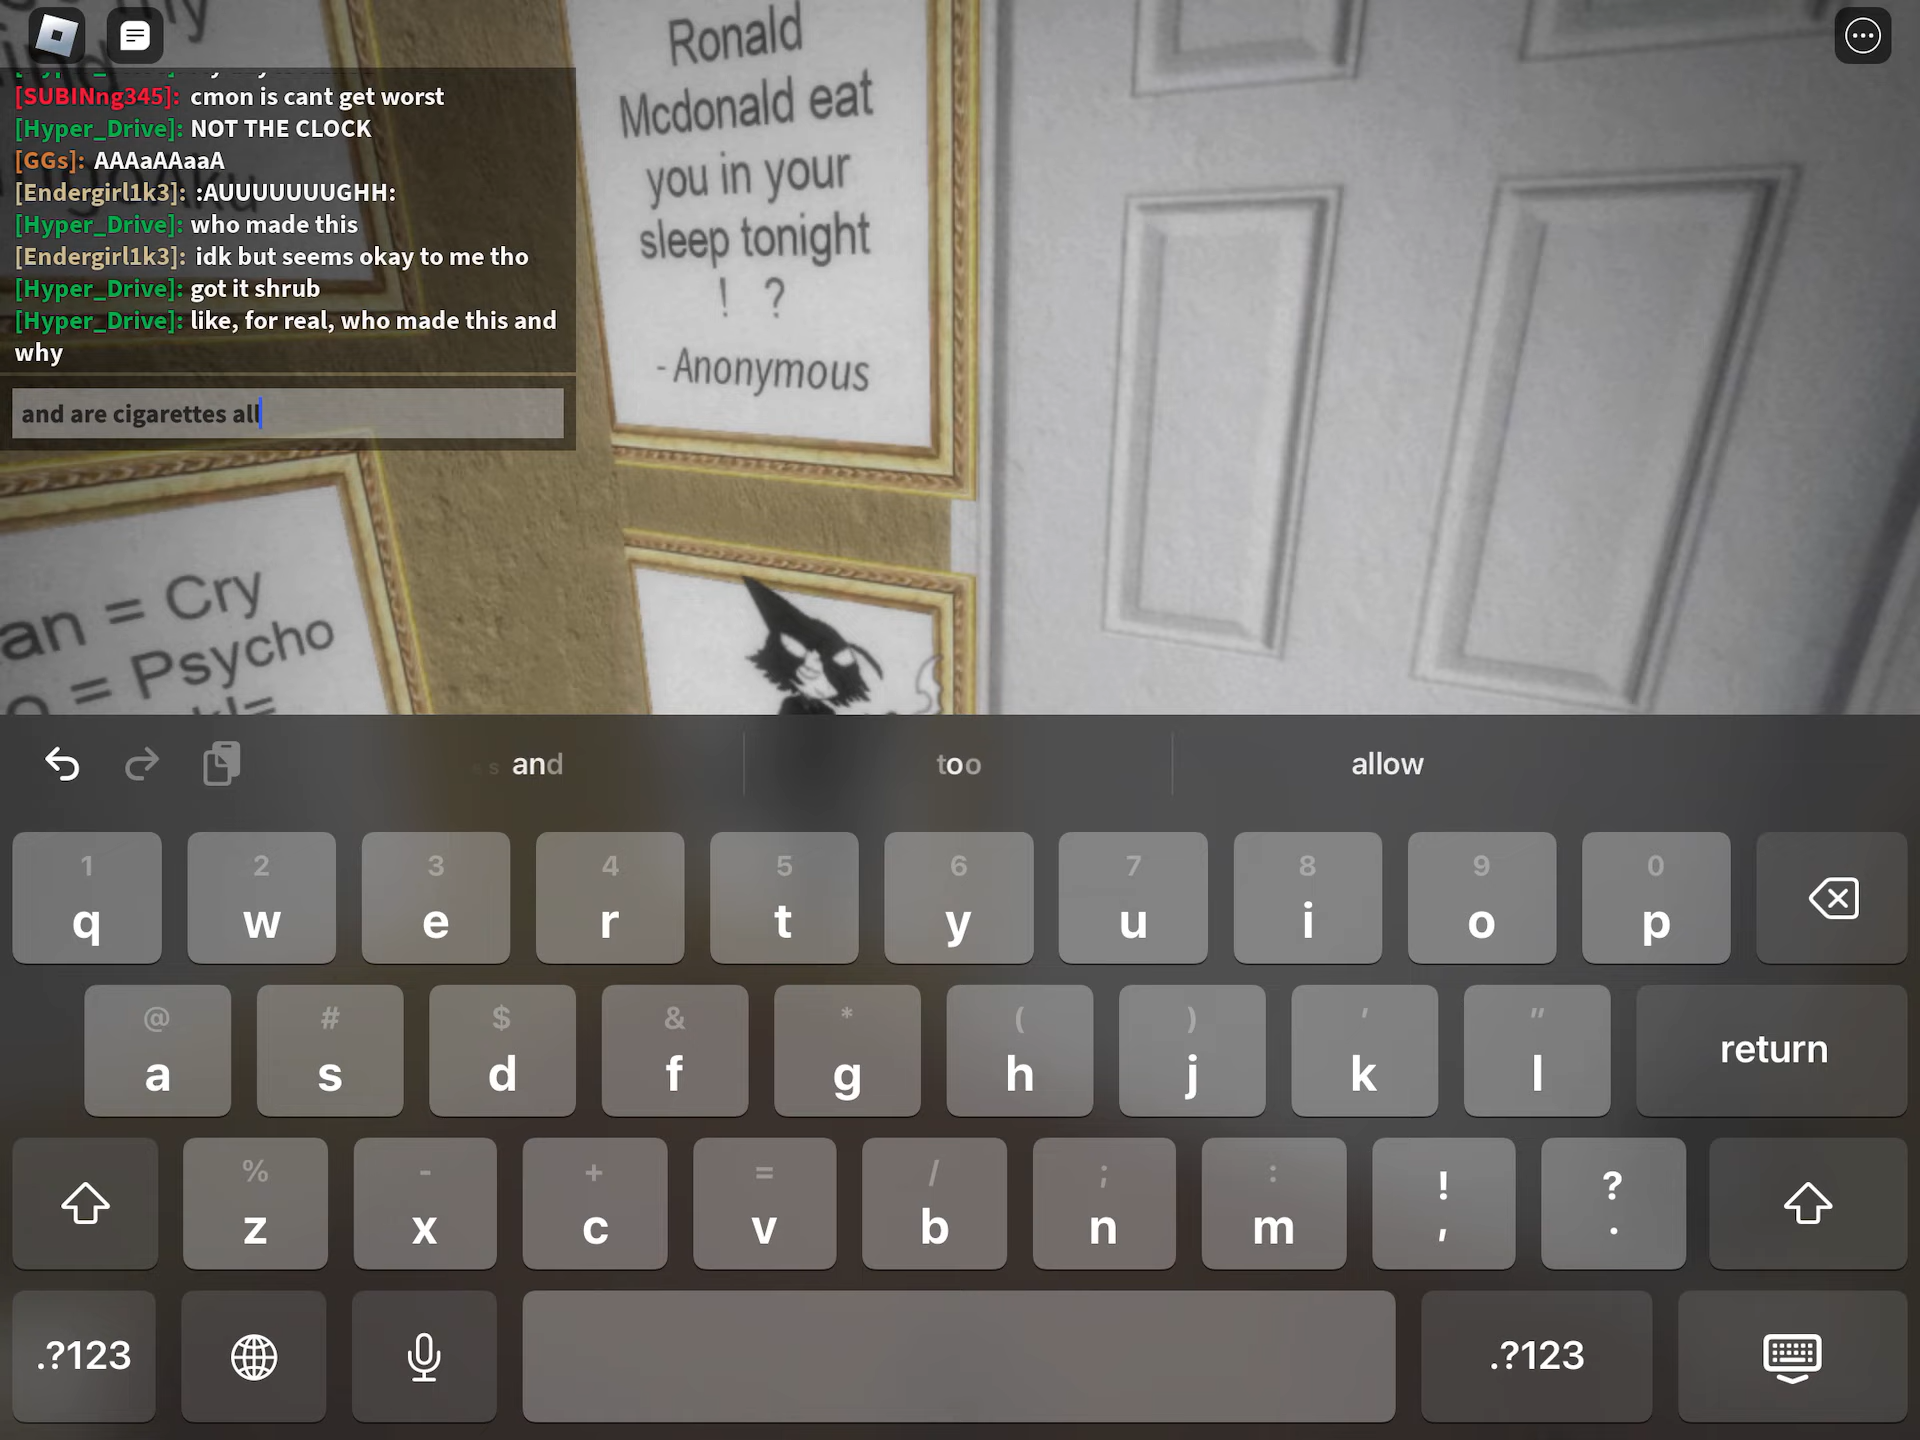 Ronald
Mcdonald eat
you in your
sleep tonight
! ?
- Anonymous
[SUBINng345]: cmon is cant get worst
[Hyper_Drive]: NOT THE CLOCK
[GGs]: AAAaAAaaA
[Endergirl1k3]: :AUUUUUUUGHH:
[Hyper_Drive]: who made this
[Endergirl1k3]: idk but seems okay to me tho
[Hyper_Drive]: got it shrub
[Hyper_Drive]: like, for real, who made this and
why
and are cigarettes all
an = Cry
= Psycho
and too allow
1 2 3 4 5 6 7 8 9 0
q w e r t y u i o p
@ # $ & * ( ) ' "
a s d f g h j k l return
% - + = / ; : ! ?
z x c v b n m , .
.?123 .?123